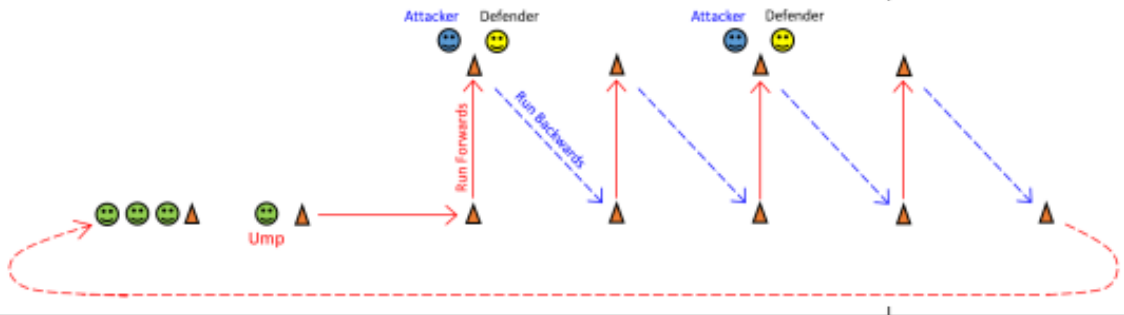 Attacker Defender
Attacker Defender
Run Forwards
Run Backwards
Ump